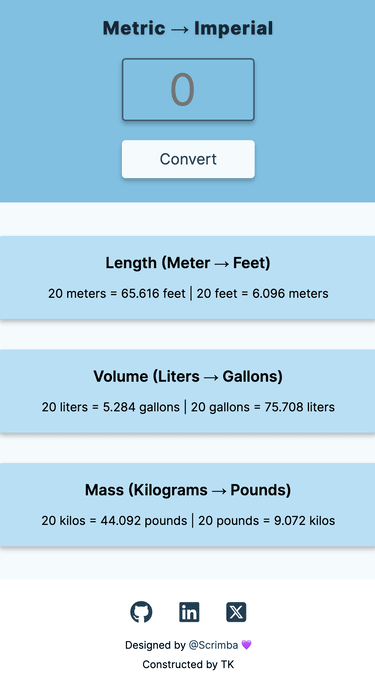 Metric → Imperial
0
Convert
Length (Meter → Feet)
20 meters = 65.616 feet | 20 feet = 6.096 meters
Volume (Liters → Gallons)
20 liters = 5.284 gallons | 20 gallons = 75.708 liters
Mass (Kilograms → Pounds)
20 kilos = 44.092 pounds | 20 pounds = 9.072 kilos
Designed by @Scrimba 💜
Constructed by TK